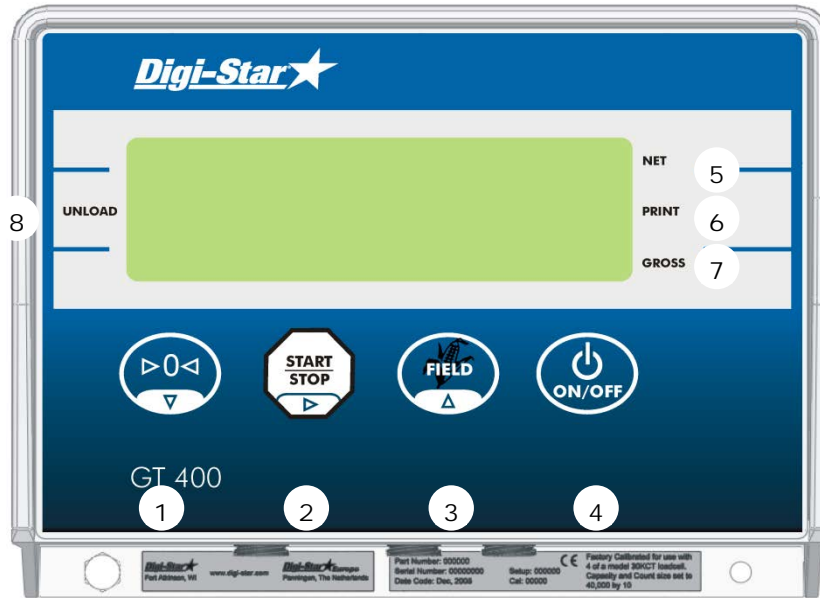 Digi-Star
NET
5
8
UNLOAD
PRINT
6
GROSS
7
▷0◁
START
STOP
FIELD
ON/OFF
GT 400
1
2
3
4
Digi-Star
Fort Atkinson, WI
www.digi-star.com
Digi-Star Europe
Panningen, The Netherlands
Part Number: 000000
Serial Number: 00000000
Date Code: Dec, 2008
Setup: 000000
Cal: 00000
CE
Factory Calibrated for use with
4 of a model 30KCT loadcell.
Capacity and Count size set to
40,000 by 10